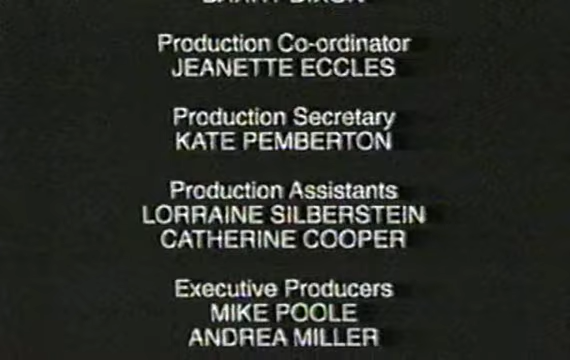 Production Co-ordinator
JEANETTE ECCLES
Production Secretary
KATE PEMBERTON
Production Assistants
LORRAINE SILBERSTEIN
CATHERINE COOPER
Executive Producers
MIKE POOLE
ANDREA MILLER